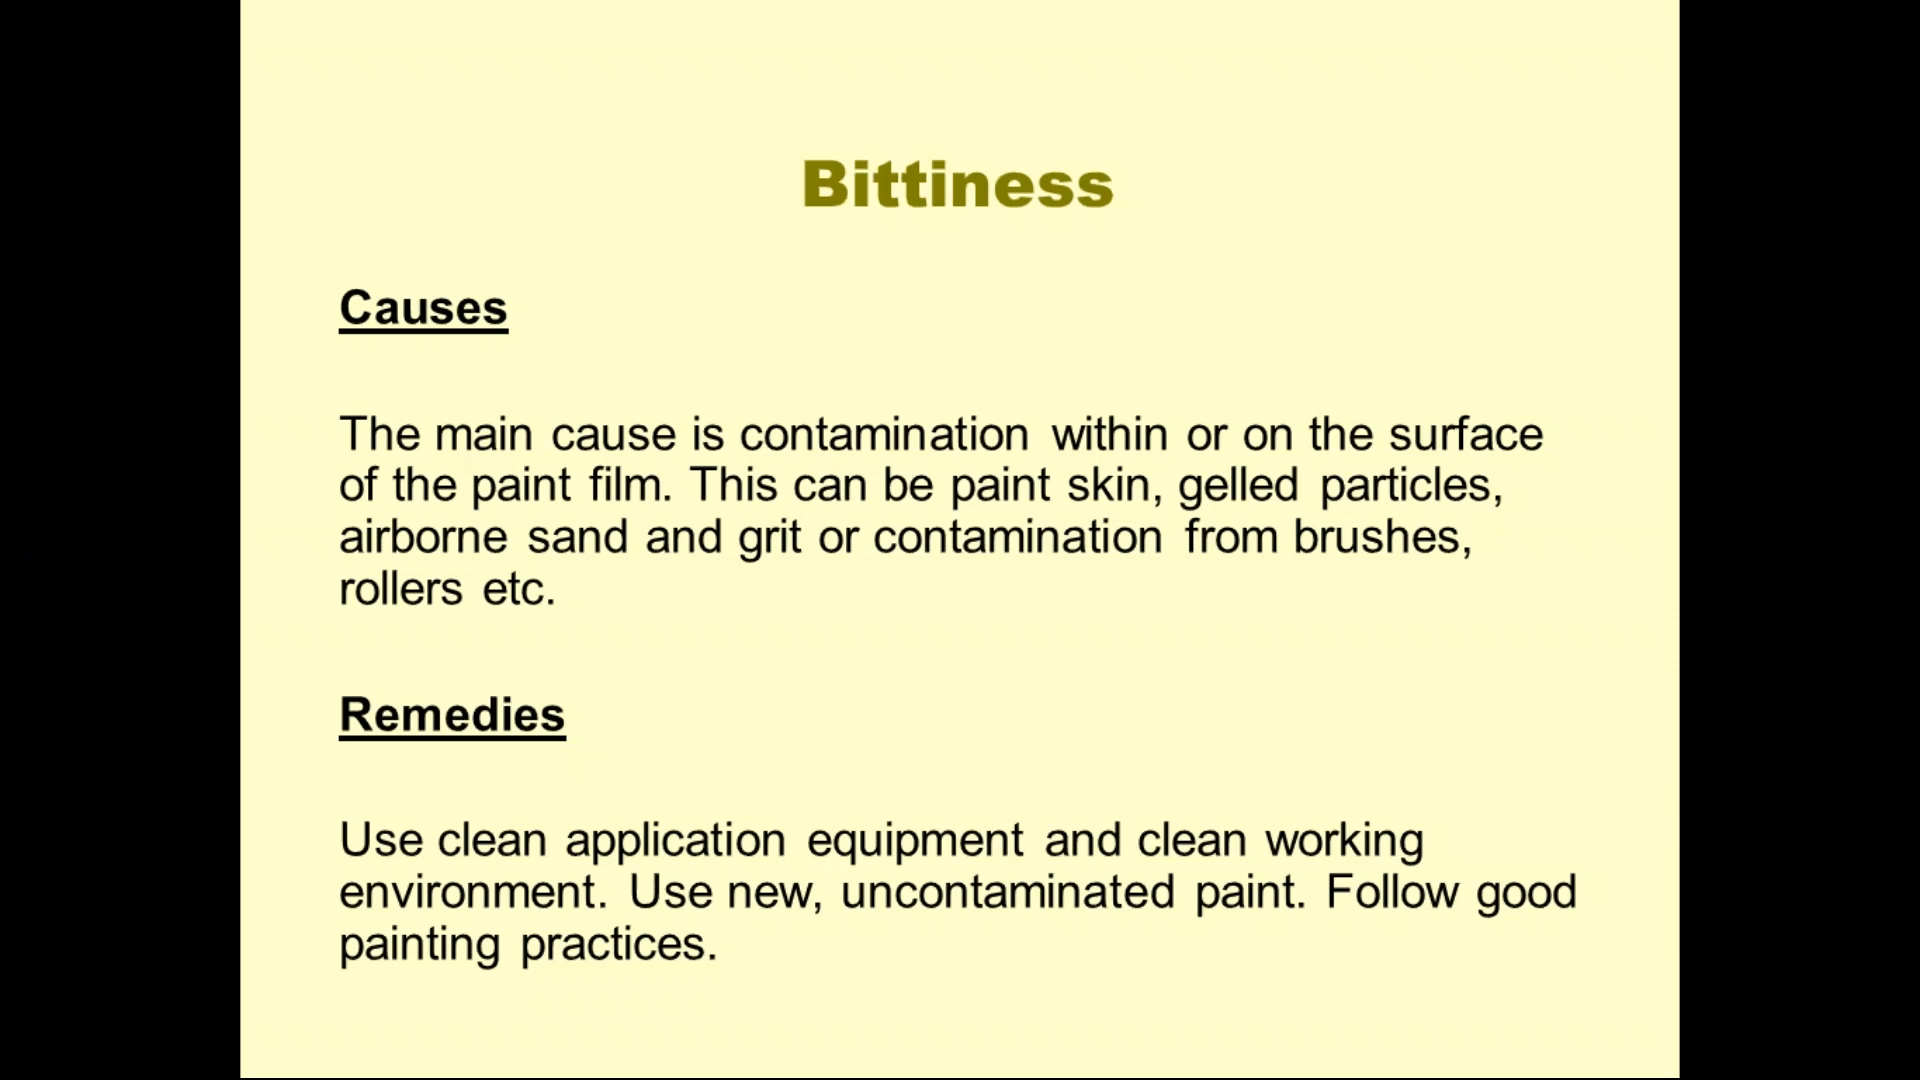 Bittiness
Causes
The main cause is contamination within or on the surface
of the paint film. This can be paint skin, gelled particles,
airborne sand and grit or contamination from brushes,
rollers etc.
Remedies
Use clean application equipment and clean working
environment. Use new, uncontaminated paint. Follow good
painting practices.